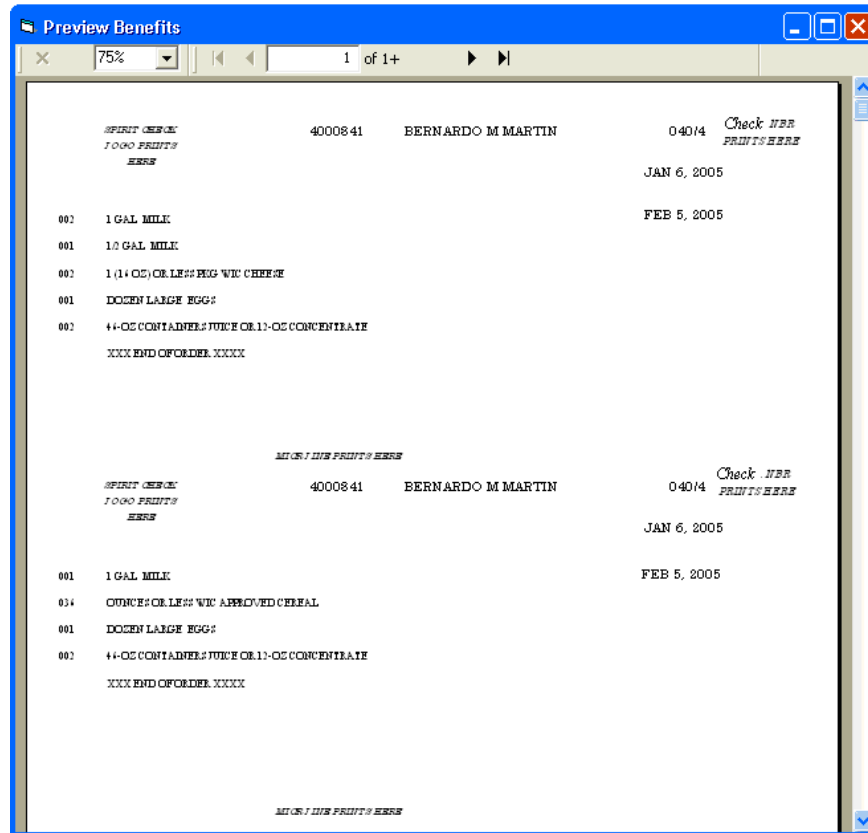 Preview Benefits
75% 1 of 1+
SPIRIT CHECK 4000841 BERNARDO M MARTIN 040/4 Check NBR
LOGO PRINTS PRINTS HERE
HERE
JAN 6, 2005
FEB 5, 2005
002 1 GAL MILK
001 1/2 GAL MILK
002 1 (16 OZ) OR LESS PKG WIC CHEESE
001 DOZEN LARGE EGGS
002 46-OZ CONTAINERS JUICE OR 12-OZ CONCENTRATE
XXX END OF ORDER XXXX
MICR LINE PRINTS HERE
SPIRIT CHECK 4000841 BERNARDO M MARTIN 040/4 Check NBR
LOGO PRINTS PRINTS HERE
HERE
JAN 6, 2005
001 1 GAL MILK FEB 5, 2005
036 OUNCES OR LESS WIC APPROVED CEREAL
001 DOZEN LARGE EGGS
002 46-OZ CONTAINERS JUICE OR 12-OZ CONCENTRATE
XXX END OF ORDER XXXX
MICR LINE PRINTS HERE